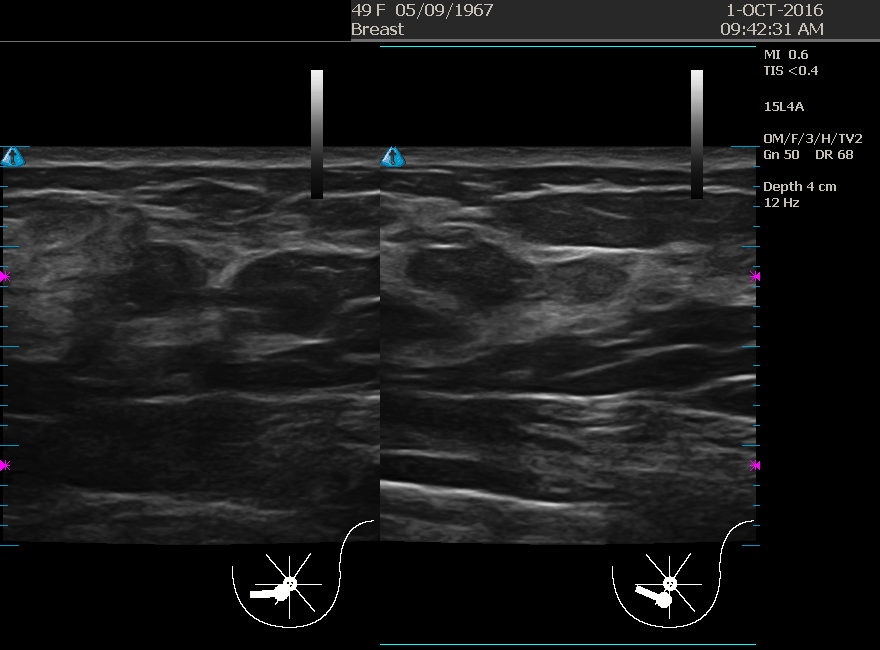 49 F 05/09/1967
1-OCT-2016
Breast
09:42:31 AM
MI 0.6
TIS <0.4
15L4A
OM/F/3/H/TV2
Gn 50 DR 68
Depth 4 cm
12 Hz